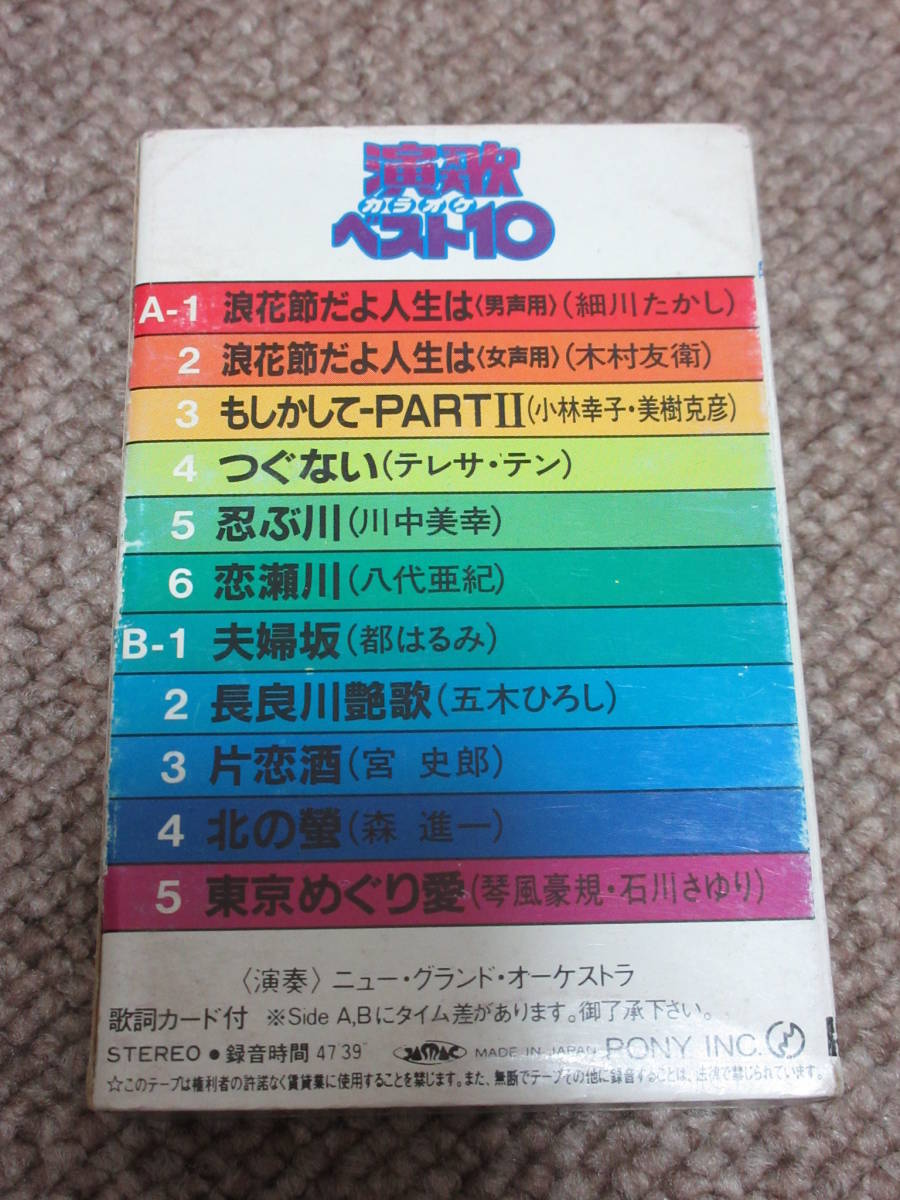 演歌
カラオケ
ベスト10
A-1 浪花節だよ人生は〈男声用〉(細川たかし)
2 浪花節だよ人生は〈女声用〉(木村友衛)
3 もしかして-PARTⅡ(小林幸子・美樹克彦)
4 つぐない(テレサ・テン)
5 忍ぶ川(川中美幸)
6 恋瀬川(八代亜紀)
B-1 夫婦坂(都はるみ)
2 長良川艶歌(五木ひろし)
3 片恋酒(宮 史郎)
4 北の螢(森 進一)
5 東京めぐり愛(琴風豪規・石川さゆり)
〈演奏〉ニュー・グランド・オーケストラ
歌詞カード付 ※Side A,Bにタイム差があります。御了承下さい。
STEREO ● 録音時間 47'39" JASRAC MADE IN JAPAN PONY INC.
☆このテープは権利者の許諾なく賃貸業に使用することを禁じます。また、無断でテープその他に録音することは、法律で禁じられています。